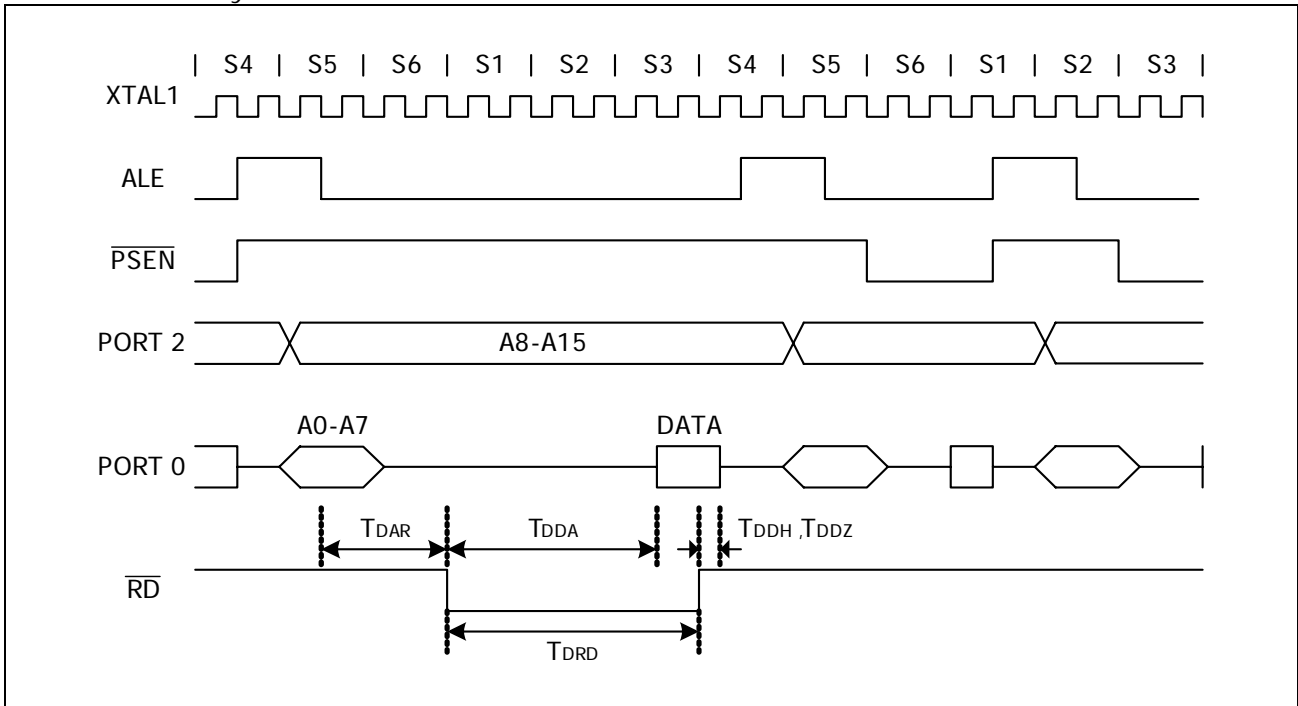 | S4 | S5 | S6 | S1 | S2 | S3 | S4 | S5 | S6 | S1 | S2 | S3 |
XTAL1
ALE
PSEN
PORT 2 A8-A15
A0-A7 DATA
PORT 0
TDAR TDDA TDDH ,TDDZ
RD
TDRD